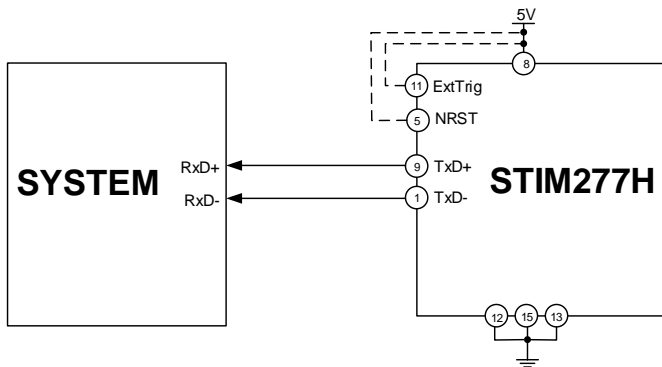 5V
8
11 ExtTrig
5 NRST
RxD+ 9 TxD+
SYSTEM STIM277H
RxD- 1 TxD-
12 15 13